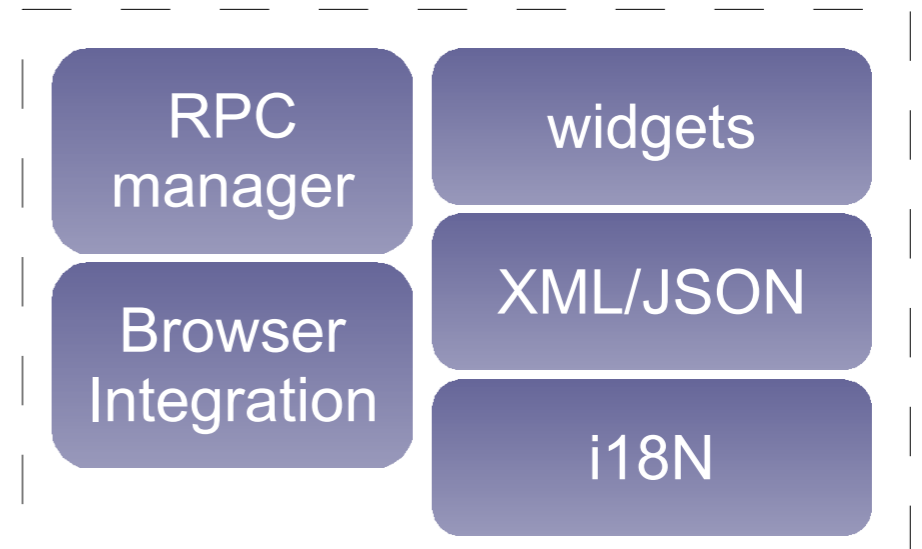 RPC
manager
Browser
Integration
widgets
XML/JSON
i18N